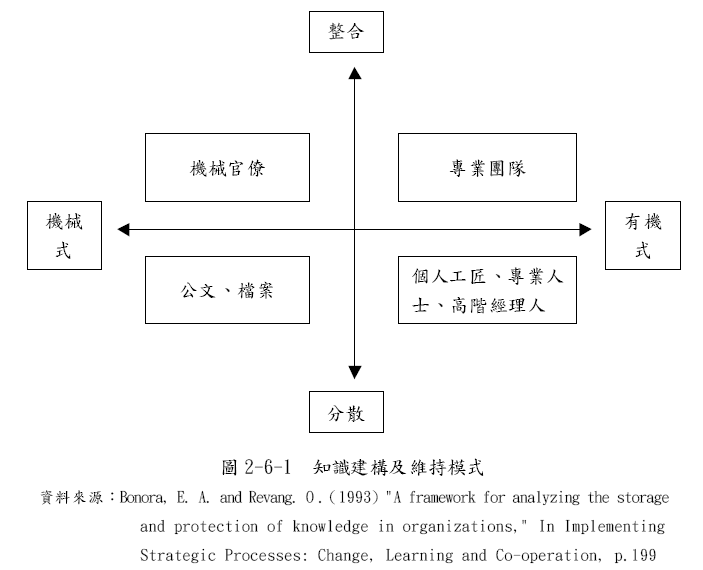 整合
機械官僚
專業團隊
機械
式
有機
式
公文、檔案
個人工匠、專業人
士、高階經理人
分散
圖 2-6-1 知識建構及維持模式
資料來源：Bonora, E. A. and Revang. O.（1993）"A framework for analyzing the storage
and protection of knowledge in organizations," In Implementing
Strategic Processes: Change, Learning and Co-operation, p.199